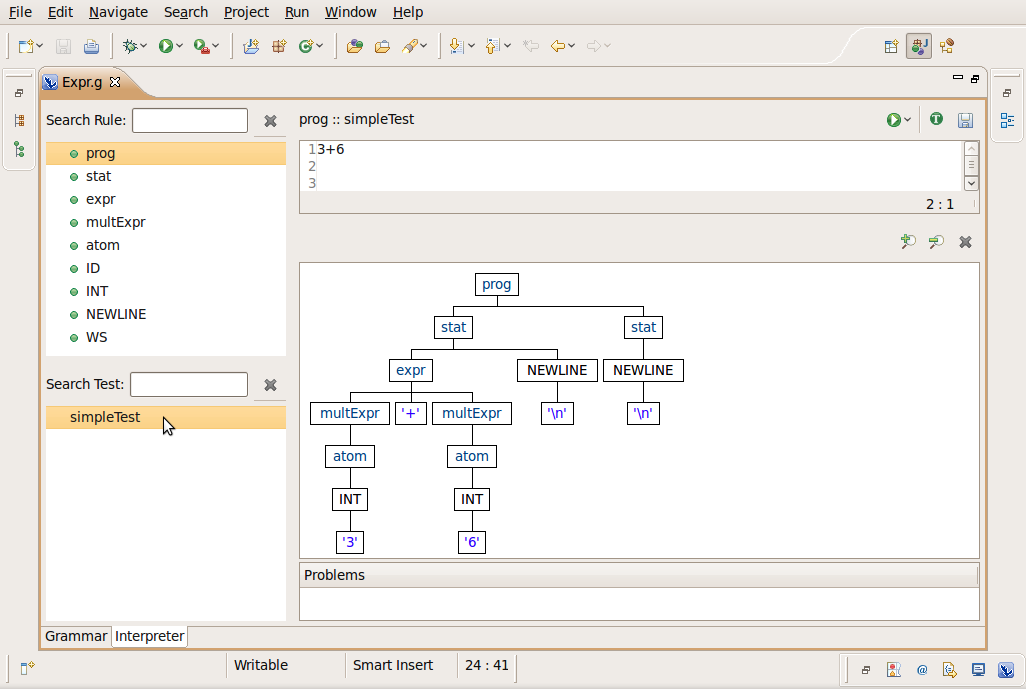 File Edit Navigate Search Project Run Window Help
Expr.g
Search Rule:
prog
stat
expr
multExpr
atom
ID
INT
NEWLINE
WS
Search Test:
simpleTest
prog :: simpleTest
T
1 3+6
2
3
2 : 1
prog
stat stat
expr NEWLINE NEWLINE
multExpr '+' multExpr '\n' '\n'
atom atom
INT INT
'3' '6'
Problems
Grammar Interpreter
Writable Smart Insert 24 : 41